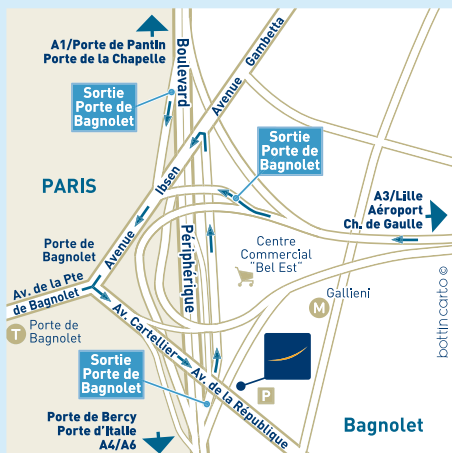 A1/Porte de Pantin
Porte de la Chapelle
Boulevard
Avenue Gambetta
Sortie
Porte de
Bagnolet
Sortie
Porte de
Bagnolet
PARIS
Avenue Ibsen
A3/Lille
Aéroport
Ch. de Gaulle
Périphérique
Centre
Commercial
"Bel Est"
Porte de
Bagnolet
Av. de la Pte
de Bagnolet
M
Gallieni
T
Porte de
Bagnolet
Av. Cartellier
Sortie
Porte de
Bagnolet
Av. de la République
P
Porte de Bercy
Porte d'Italie
A4/A6
Bagnolet
bottin carto ©